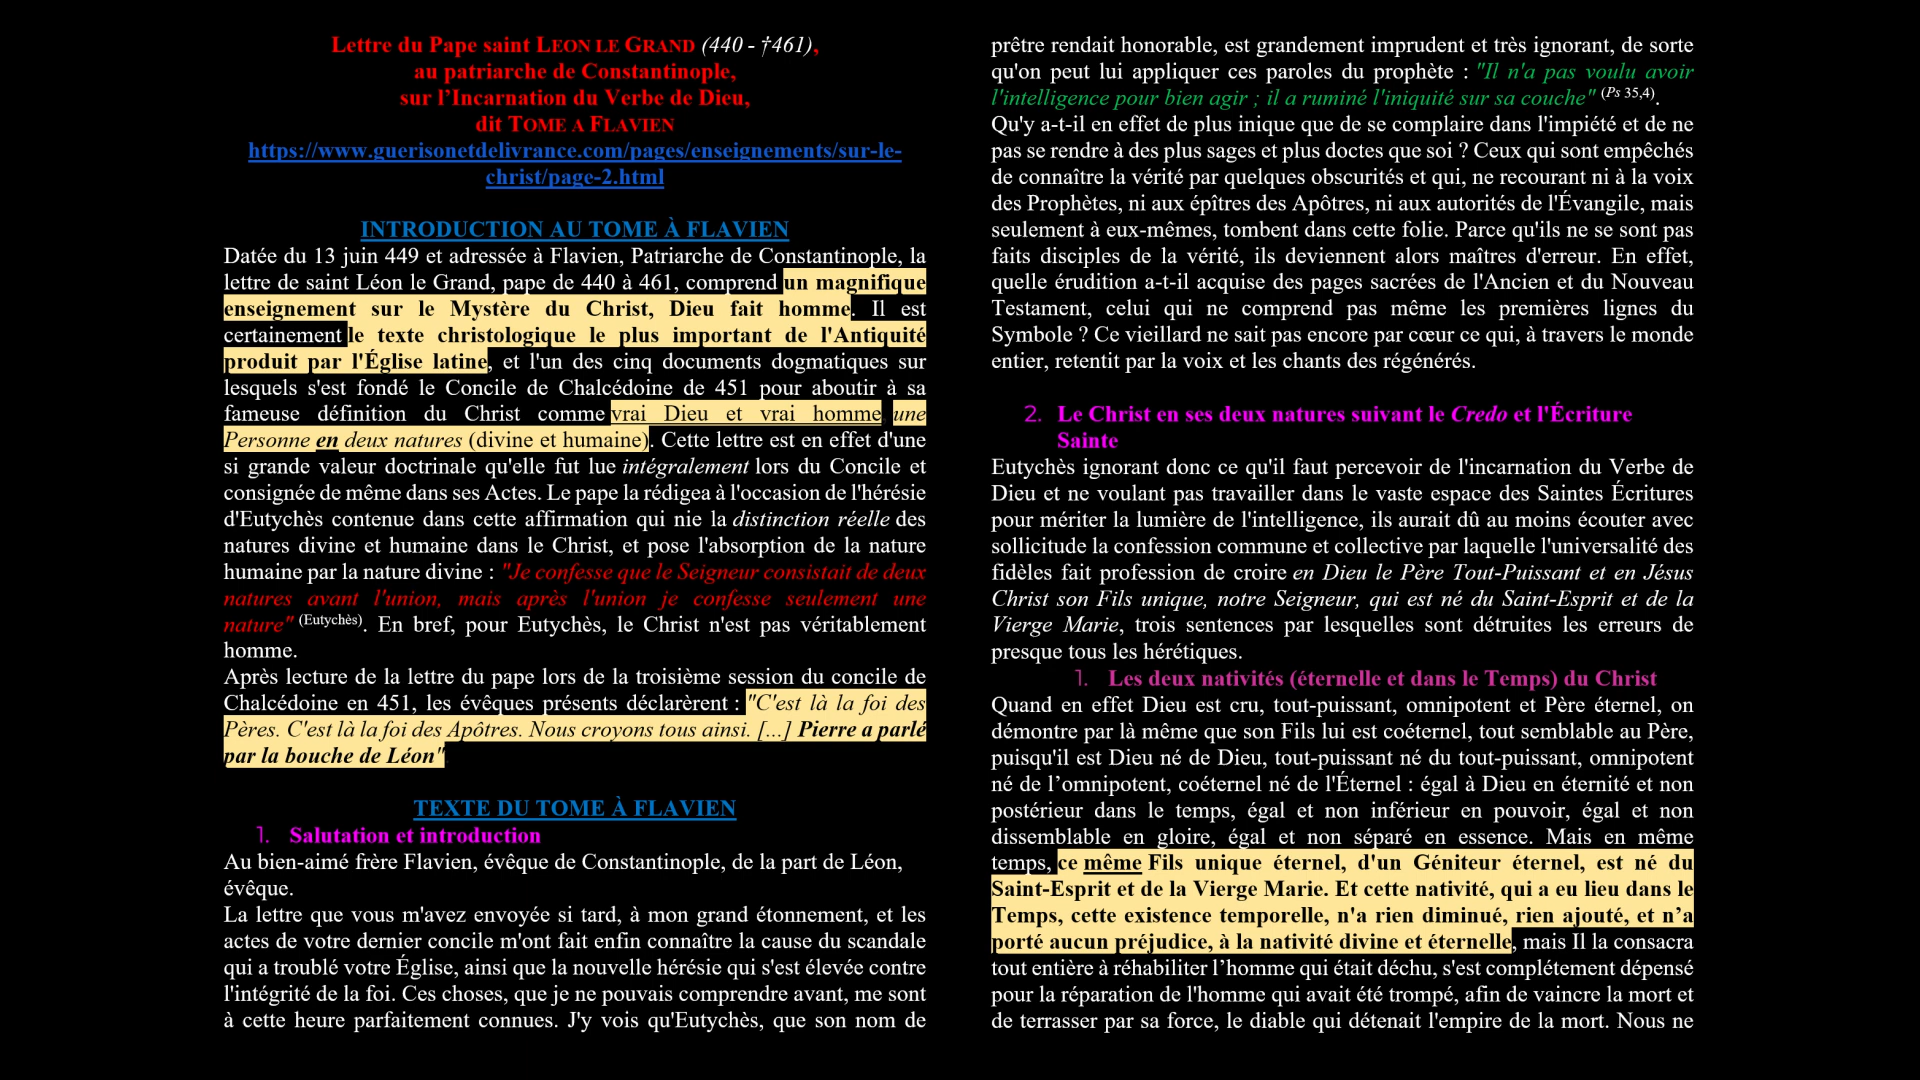 Lettre du Pape saint LEON LE GRAND (440 - †461),
au patriarche de Constantinople,
sur l’Incarnation du Verbe de Dieu,
dit TOME A FLAVIEN
https://www.guerisonetdelivrance.com/pages/enseignements/sur-le-
christ/page-2.html
INTRODUCTION AU TOME À FLAVIEN
Datée du 13 juin 449 et adressée à Flavien, Patriarche de Constantinople, la
lettre de saint Léon le Grand, pape de 440 à 461, comprend un magnifique
enseignement sur le Mystère du Christ, Dieu fait homme. Il est
certainement le texte christologique le plus important de l'Antiquité
produit par l'Église latine, et l'un des cinq documents dogmatiques sur
lesquels s'est fondé le Concile de Chalcédoine de 451 pour aboutir à sa
fameuse définition du Christ comme vrai Dieu et vrai homme, une
Personne en deux natures (divine et humaine). Cette lettre est en effet d'une
si grande valeur doctrinale qu'elle fut lue intégralement lors du Concile et
consignée de même dans ses Actes. Le pape la rédigea à l'occasion de l'hérésie
d'Eutychès contenue dans cette affirmation qui nie la distinction réelle des
natures divine et humaine dans le Christ, et pose l'absorption de la nature
humaine par la nature divine : "Je confesse que le Seigneur consistait de deux
natures avant l'union, mais après l'union je confesse seulement une
nature" (Eutychès). En bref, pour Eutychès, le Christ n'est pas véritablement
homme.
Après lecture de la lettre du pape lors de la troisième session du concile de
Chalcédoine en 451, les évêques présents déclarèrent : "C'est là la foi des
Pères. C'est là la foi des Apôtres. Nous croyons tous ainsi. [...] Pierre a parlé
par la bouche de Léon"
TEXTE DU TOME À FLAVIEN
1. Salutation et introduction
Au bien-aimé frère Flavien, évêque de Constantinople, de la part de Léon,
évêque.
La lettre que vous m'avez envoyée si tard, à mon grand étonnement, et les
actes de votre dernier concile m'ont fait enfin connaître la cause du scandale
qui a troublé votre Église, ainsi que la nouvelle hérésie qui s'est élevée contre
l'intégrité de la foi. Ces choses, que je ne pouvais comprendre avant, me sont
à cette heure parfaitement connues. J'y vois qu'Eutychès, que son nom de
prêtre rendait honorable, est grandement imprudent et très ignorant, de sorte
qu'on peut lui appliquer ces paroles du prophète : "Il n'a pas voulu avoir
l'intelligence pour bien agir ; il a ruminé l'iniquité sur sa couche" (Ps 35,4).
Qu'y a-t-il en effet de plus inique que de se complaire dans l'impiété et de ne
pas se rendre à des plus sages et plus doctes que soi ? Ceux qui sont empêchés
de connaître la vérité par quelques obscurités et qui, ne recourant ni à la voix
des Prophètes, ni aux épîtres des Apôtres, ni aux autorités de l'Évangile, mais
seulement à eux-mêmes, tombent dans cette folie. Parce qu'ils ne se sont pas
faits disciples de la vérité, ils deviennent alors maîtres d'erreur. En effet,
quelle érudition a-t-il acquise des pages sacrées de l'Ancien et du Nouveau
Testament, celui qui ne comprend pas même les premières lignes du
Symbole ? Ce vieillard ne sait pas encore par cœur ce qui, à travers le monde
entier, retentit par la voix et les chants des régénérés.
2. Le Christ en ses deux natures suivant le Credo et l'Écriture
Sainte
Eutychès ignorant donc ce qu'il faut percevoir de l'incarnation du Verbe de
Dieu et ne voulant pas travailler dans le vaste espace des Saintes Écritures
pour mériter la lumière de l'intelligence, ils aurait dû au moins écouter avec
sollicitude la confession commune et collective par laquelle l'universalité des
fidèles fait profession de croire en Dieu le Père Tout-Puissant et en Jésus
Christ son Fils unique, notre Seigneur, qui est né du Saint-Esprit et de la
Vierge Marie, trois sentences par lesquelles sont détruites les erreurs de
presque tous les hérétiques.
1. Les deux nativités (éternelle et dans le Temps) du Christ
Quand en effet Dieu est cru, tout-puissant, omnipotent et Père éternel, on
démontre par là même que son Fils lui est coéternel, tout semblable au Père,
puisqu'il est Dieu né de Dieu, tout-puissant né du tout-puissant, omnipotent
né de l’omnipotent, coéternel né de l'Éternel : égal à Dieu en éternité et non
postérieur dans le temps, égal et non inférieur en pouvoir, égal et non
dissemblable en gloire, égal et non séparé en essence. Mais en même
temps, ce même Fils unique éternel, d'un Géniteur éternel, est né du
Saint-Esprit et de la Vierge Marie. Et cette nativité, qui a eu lieu dans le
Temps, cette existence temporelle, n'a rien diminué, rien ajouté, et n’a
porté aucun préjudice, à la nativité divine et éternelle, mais Il la consacra
tout entière à réhabiliter l’homme qui était déchu, s'est complétement dépensé
pour la réparation de l'homme qui avait été trompé, afin de vaincre la mort et
de terrasser par sa force, le diable qui détenait l'empire de la mort. Nous ne